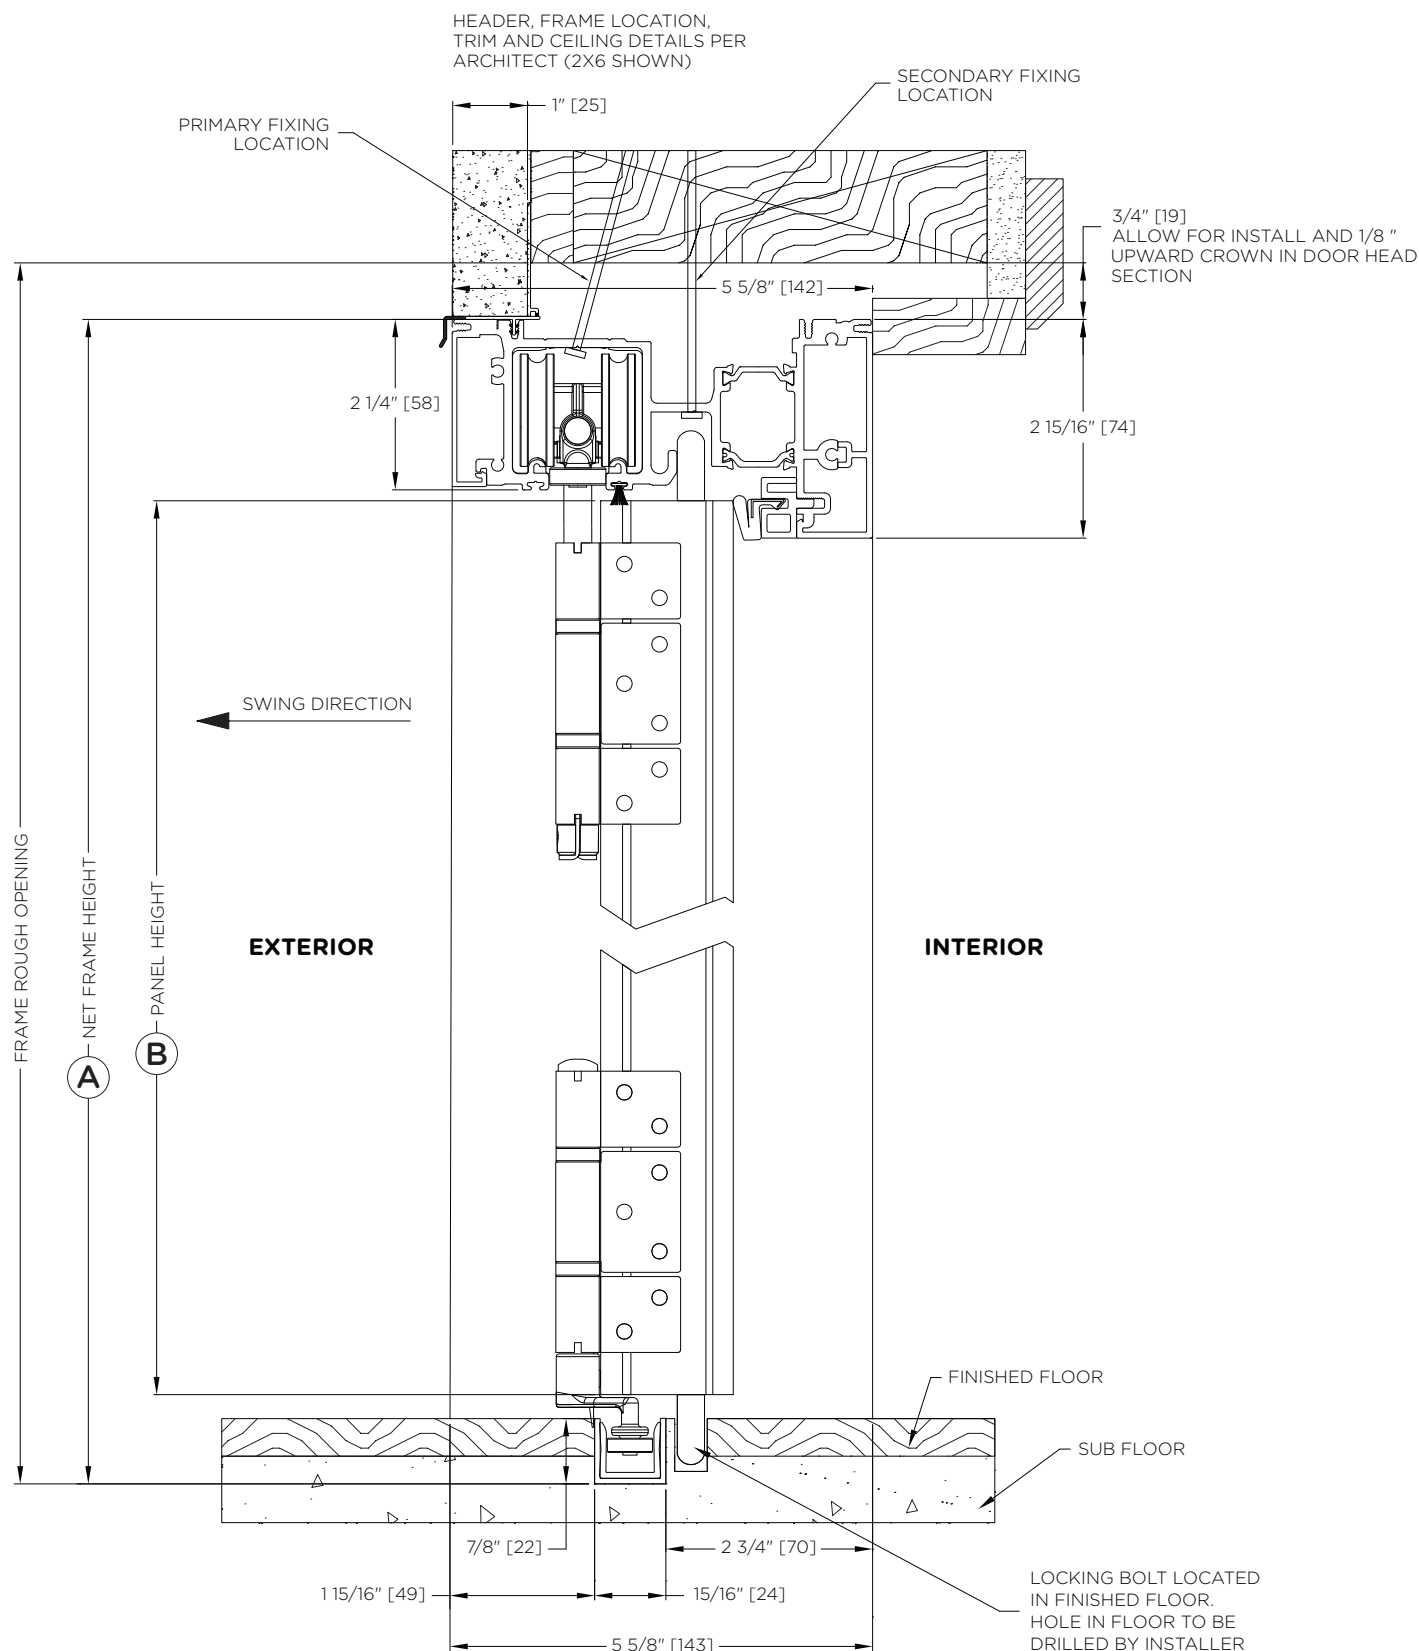 HEADER, FRAME LOCATION,
TRIM AND CEILING DETAILS PER
ARCHITECT (2X6 SHOWN)
SECONDARY FIXING
LOCATION
1" [25]
PRIMARY FIXING
LOCATION
3/4" [19]
ALLOW FOR INSTALL AND 1/8 "
UPWARD CROWN IN DOOR HEAD
SECTION
5 5/8" [142]
2 1/4" [58]
2 15/16" [74]
SWING DIRECTION
FRAME ROUGH OPENING
NET FRAME HEIGHT
A
PANEL HEIGHT
B
EXTERIOR
INTERIOR
FINISHED FLOOR
SUB FLOOR
7/8" [22]
2 3/4" [70]
1 15/16" [49]
15/16" [24]
LOCKING BOLT LOCATED
IN FINISHED FLOOR.
HOLE IN FLOOR TO BE
DRILLED BY INSTALLER
5 5/8" [143]